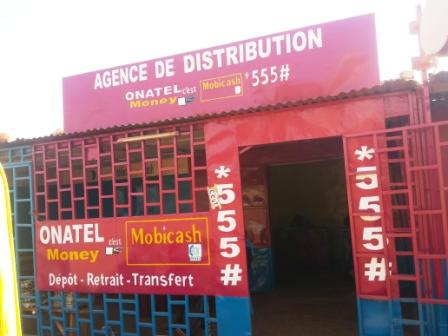 AGENCE DE DISTRIBUTION
ONATEL c'est Mobicash *555#
Money
*555#
*555#
ONATEL c'est Mobicash
Money
Dépôt - Retrait - Transfert